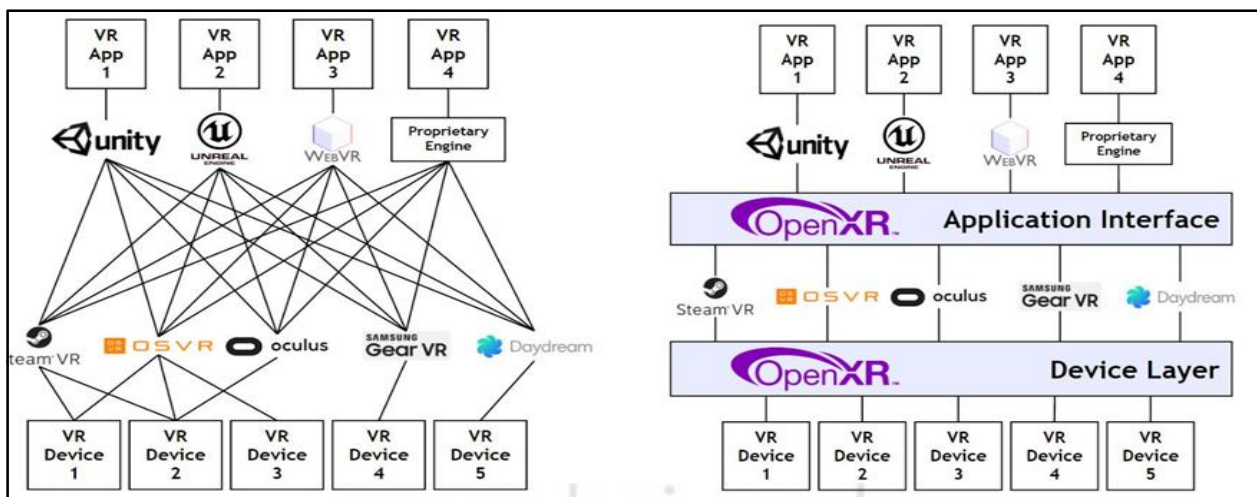 VR
App
1
VR
App
2
VR
App
3
VR
App
4
unity
UNREAL
ENGINE
WEBVR
Proprietary
Engine
team VR
OSVR
oculus
SAMSUNG
Gear VR
Daydream
VR
Device
1
VR
Device
2
VR
Device
3
VR
Device
4
VR
Device
5
VR
App
1
VR
App
2
VR
App
3
VR
App
4
unity
UNREAL
ENGINE
WEBVR
Proprietary
Engine
OpenXR™ Application Interface
Steam VR
OSVR
oculus
SAMSUNG
Gear VR
Daydream
OpenXR™ Device Layer
VR
Device
1
VR
Device
2
VR
Device
3
VR
Device
4
VR
Device
5